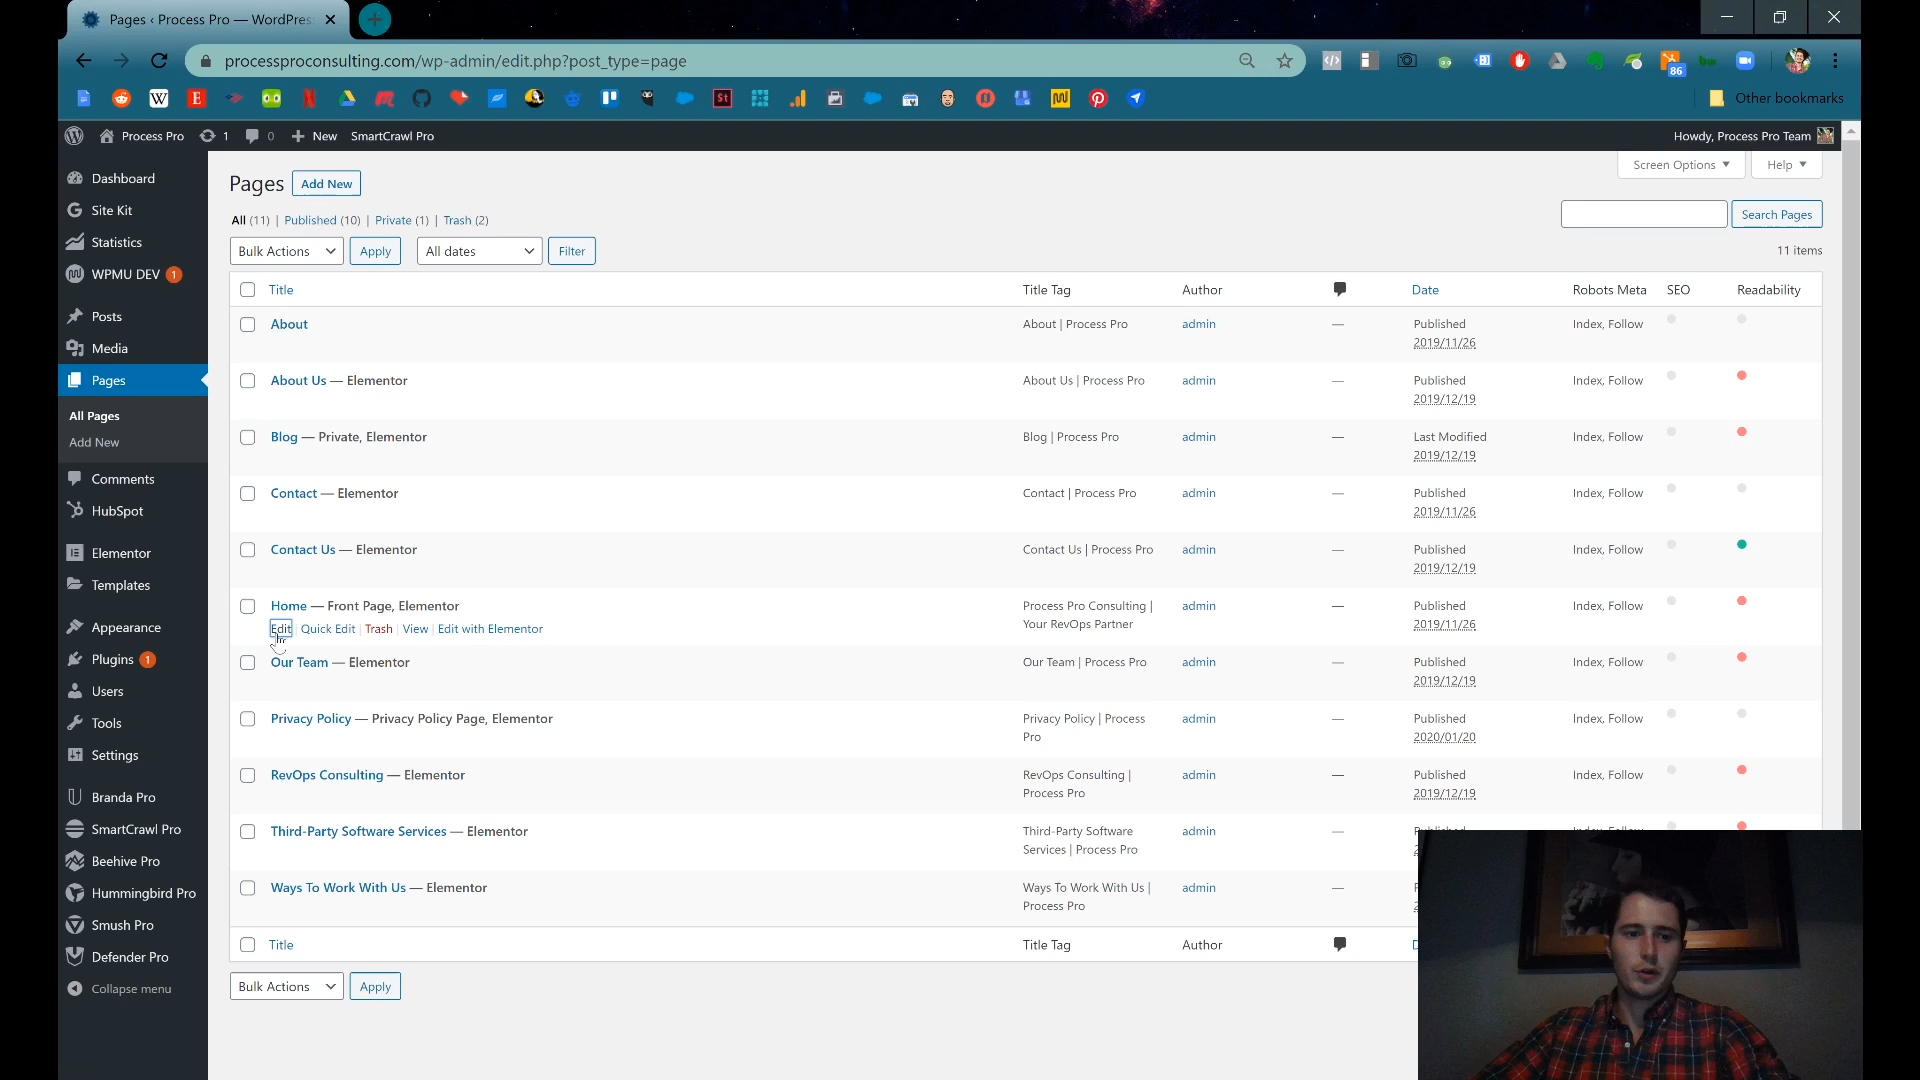 Pages ‹ Process Pro — WordPres
processproconsulting.com/wp-admin/edit.php?post_type=page
86
Other bookmarks
Process Pro 1 0 New SmartCrawl Pro
Howdy, Process Pro Team
Screen Options Help
Dashboard
Site Kit
Statistics
WPMU DEV 1
Posts
Media
Pages
All Pages
Add New
Comments
HubSpot
Elementor
Templates
Appearance
Plugins 1
Users
Tools
Settings
Branda Pro
SmartCrawl Pro
Beehive Pro
Hummingbird Pro
Smush Pro
Defender Pro
Collapse menu
Pages Add New
All (11) | Published (10) | Private (1) | Trash (2)
Search Pages
Bulk Actions Apply All dates Filter
11 items
Title Title Tag Author Date Robots Meta SEO Readability
About About | Process Pro admin — Published Index, Follow
2019/11/26
About Us — Elementor About Us | Process Pro admin — Published Index, Follow
2019/12/19
Blog — Private, Elementor Blog | Process Pro admin — Last Modified Index, Follow
2019/12/19
Contact — Elementor Contact | Process Pro admin — Published Index, Follow
2019/11/26
Contact Us — Elementor Contact Us | Process Pro admin — Published Index, Follow
2019/12/19
Home — Front Page, Elementor Process Pro Consulting | admin — Published Index, Follow
Your RevOps Partner 2019/11/26
Edit | Quick Edit | Trash | View | Edit with Elementor
Our Team — Elementor Our Team | Process Pro admin — Published Index, Follow
2019/12/19
Privacy Policy — Privacy Policy Page, Elementor Privacy Policy | Process admin — Published Index, Follow
Pro 2020/01/20
RevOps Consulting — Elementor RevOps Consulting | admin — Published Index, Follow
Process Pro 2019/12/19
Third-Party Software Services — Elementor Third-Party Software admin —
Services | Process Pro
Ways To Work With Us — Elementor Ways To Work With Us | admin —
Process Pro
Title Title Tag Author
Bulk Actions Apply